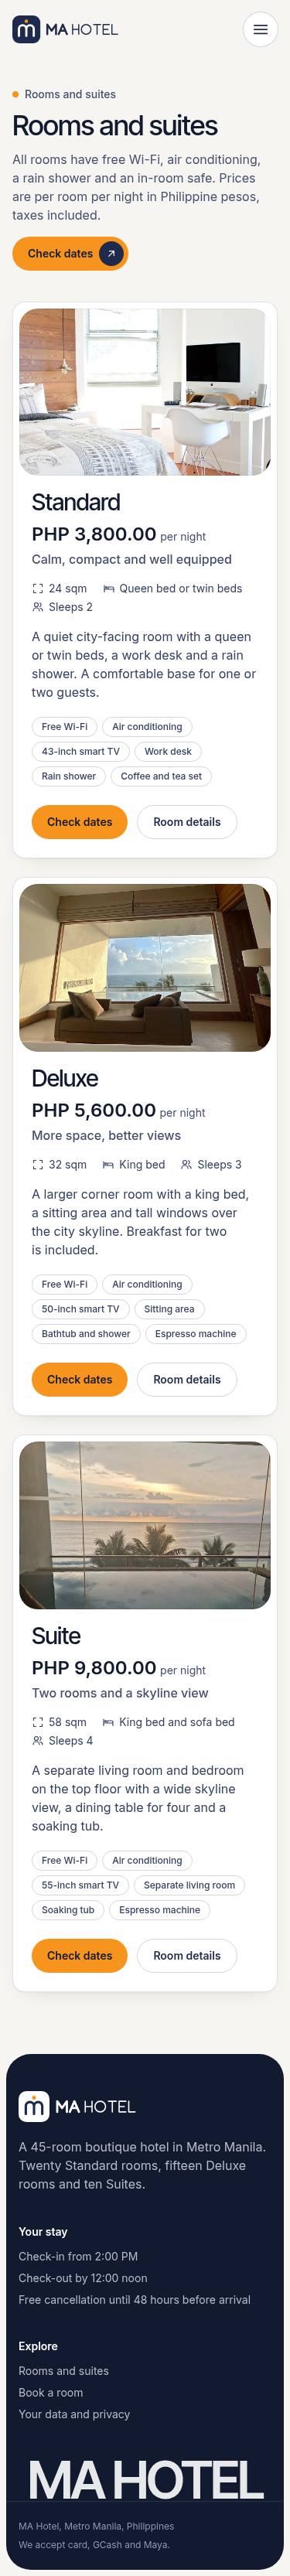 MA HOTEL
Rooms and suites
Rooms and suites
All rooms have free Wi-Fi, air conditioning,
a rain shower and an in-room safe. Prices
are per room per night in Philippine pesos,
taxes included.
Check dates
Standard
PHP 3,800.00 per night
Calm, compact and well equipped
24 sqm Queen bed or twin beds
Sleeps 2
A quiet city-facing room with a queen
or twin beds, a work desk and a rain
shower. A comfortable base for one or
two guests.
Free Wi-Fi Air conditioning
43-inch smart TV Work desk
Rain shower Coffee and tea set
Check dates Room details
Deluxe
PHP 5,600.00 per night
More space, better views
32 sqm King bed Sleeps 3
A larger corner room with a king bed,
a sitting area and tall windows over
the city skyline. Breakfast for two
is included.
Free Wi-Fi Air conditioning
50-inch smart TV Sitting area
Bathtub and shower Espresso machine
Check dates Room details
Suite
PHP 9,800.00 per night
Two rooms and a skyline view
58 sqm King bed and sofa bed
Sleeps 4
A separate living room and bedroom
on the top floor with a wide skyline
view, a dining table for four and a
soaking tub.
Free Wi-Fi Air conditioning
55-inch smart TV Separate living room
Soaking tub Espresso machine
Check dates Room details
MA HOTEL
A 45-room boutique hotel in Metro Manila.
Twenty Standard rooms, fifteen Deluxe
rooms and ten Suites.
Your stay
Check-in from 2:00 PM
Check-out by 12:00 noon
Free cancellation until 48 hours before arrival
Explore
Rooms and suites
Book a room
Your data and privacy
MA HOTEL
MA Hotel, Metro Manila, Philippines
We accept card, GCash and Maya.